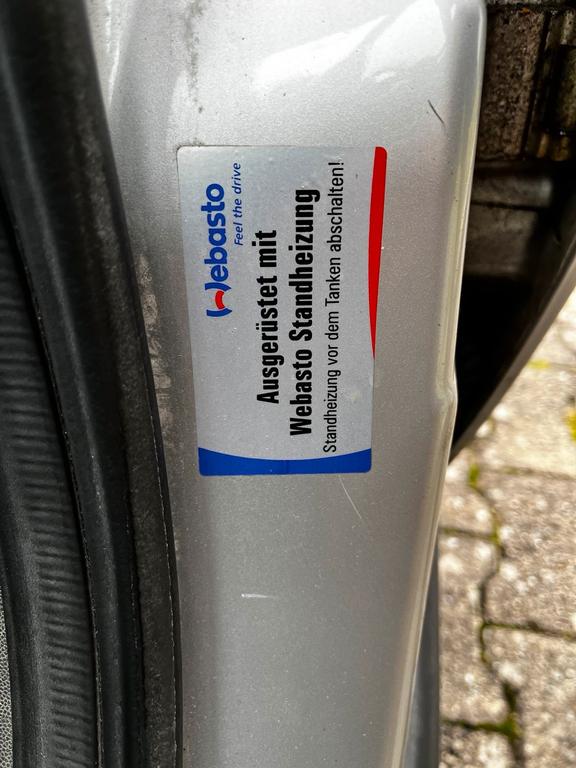 Webasto
Feel the drive
Ausgerüstet mit
Webasto Standheizung
Standheizung vor dem Tanken abschalten!